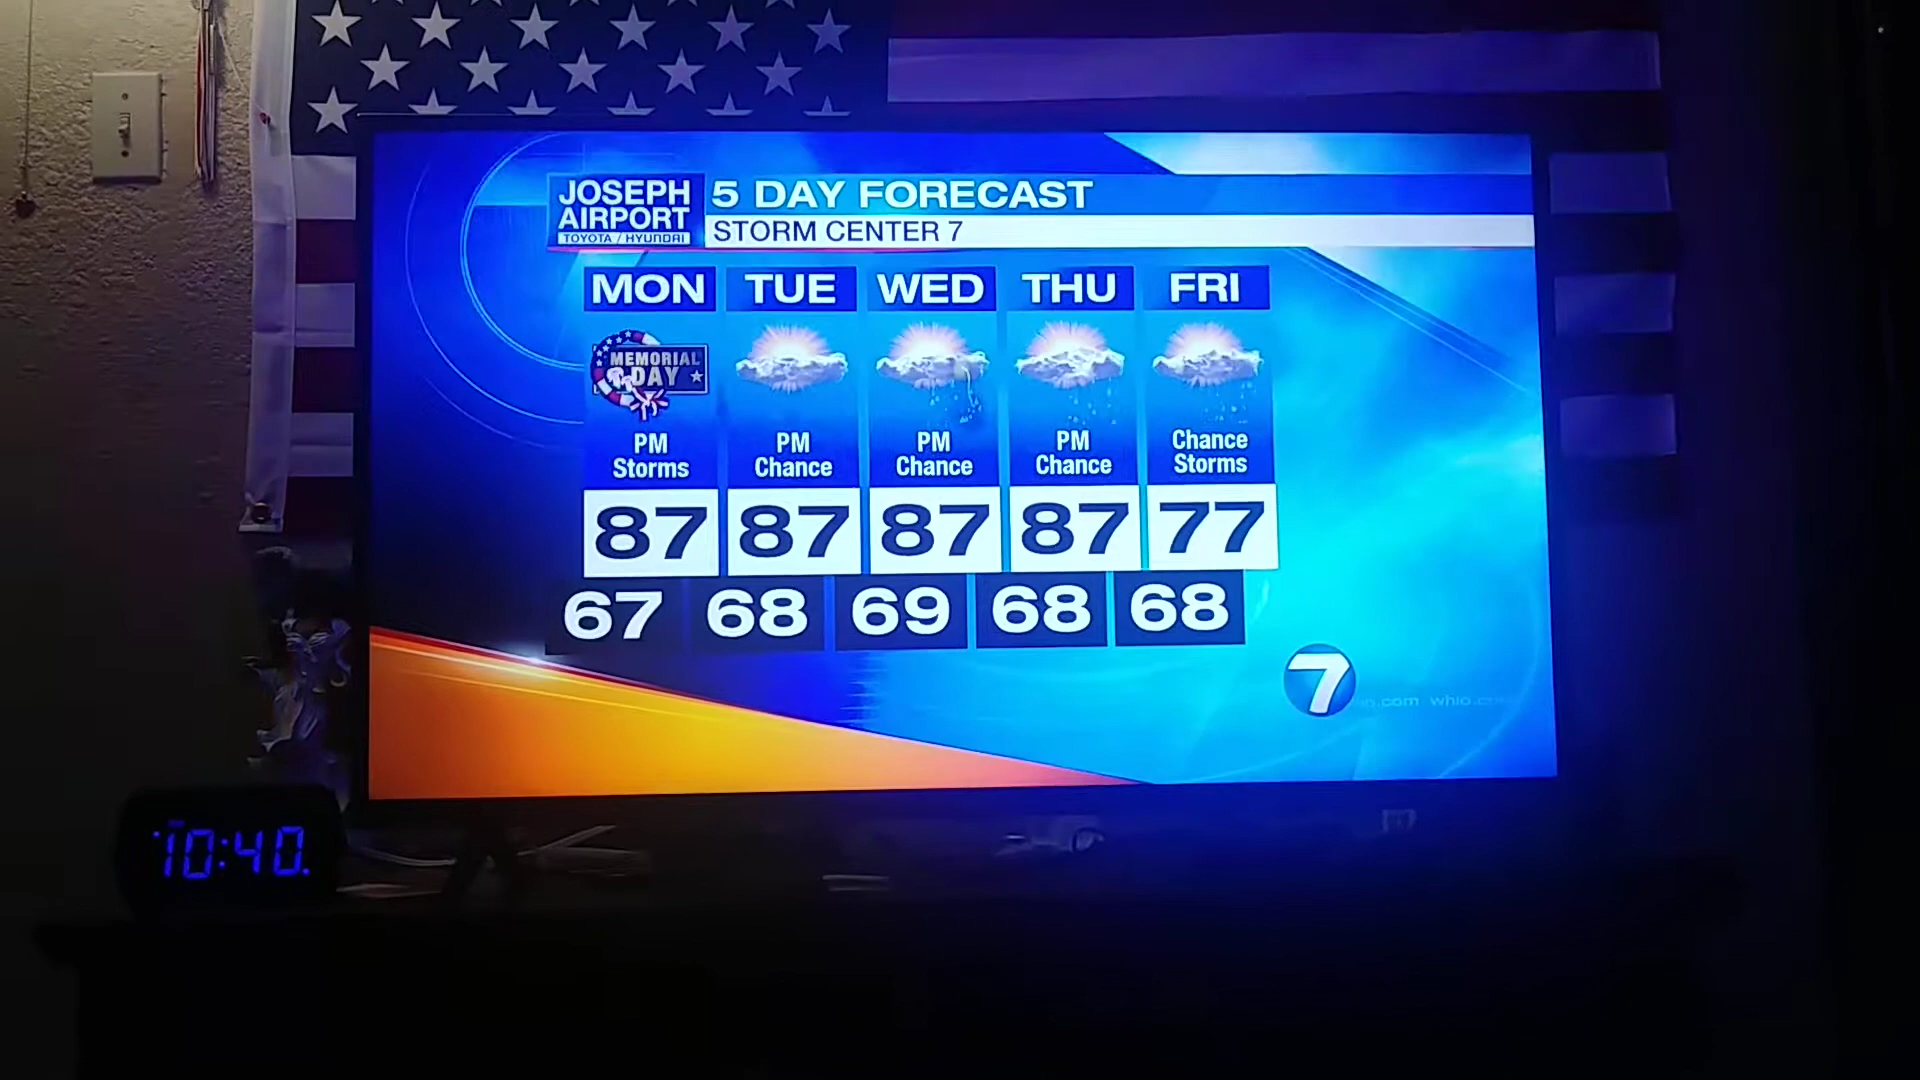 JOSEPH
AIRPORT
TOYOTA / HYUNDAI
5 DAY FORECAST
STORM CENTER 7
MON
TUE
WED
THU
FRI
MEMORIAL
DAY
PM
Storms
PM
Chance
PM
Chance
PM
Chance
Chance
Storms
87
87
87
87
77
67
68
69
68
68
7
.com whio.c
10:40